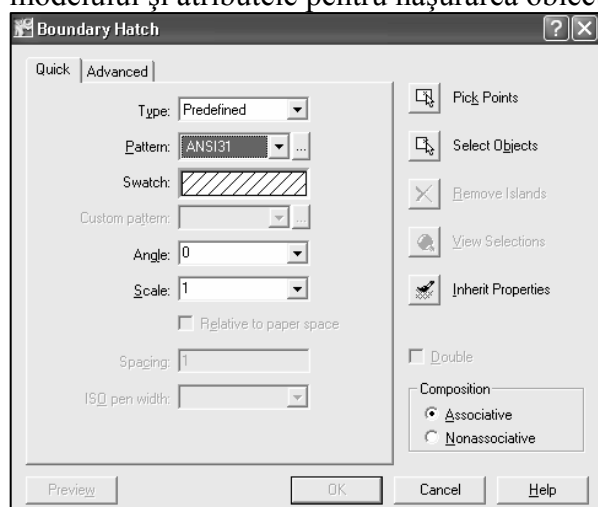 modelului şi atributele pentru haşurarea obiec
Boundary Hatch
Quick Advanced
Type: Predefined
Pattern: ANSI31 ...
Swatch:
Custom pattern: ...
Angle: 0
Scale: 1
Relative to paper space
Spacing: 1
ISO pen width:
Pick Points
Select Objects
Remove Islands
View Selections
Inherit Properties
Double
Composition
Associative
Nonassociative
Preview OK Cancel Help